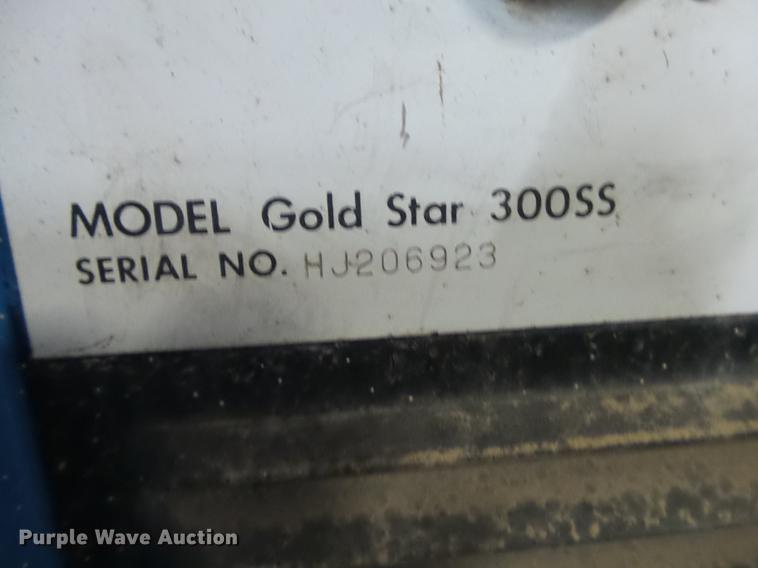 MODEL Gold Star 300SS
SERIAL NO. HJ206923
Purple Wave Auction